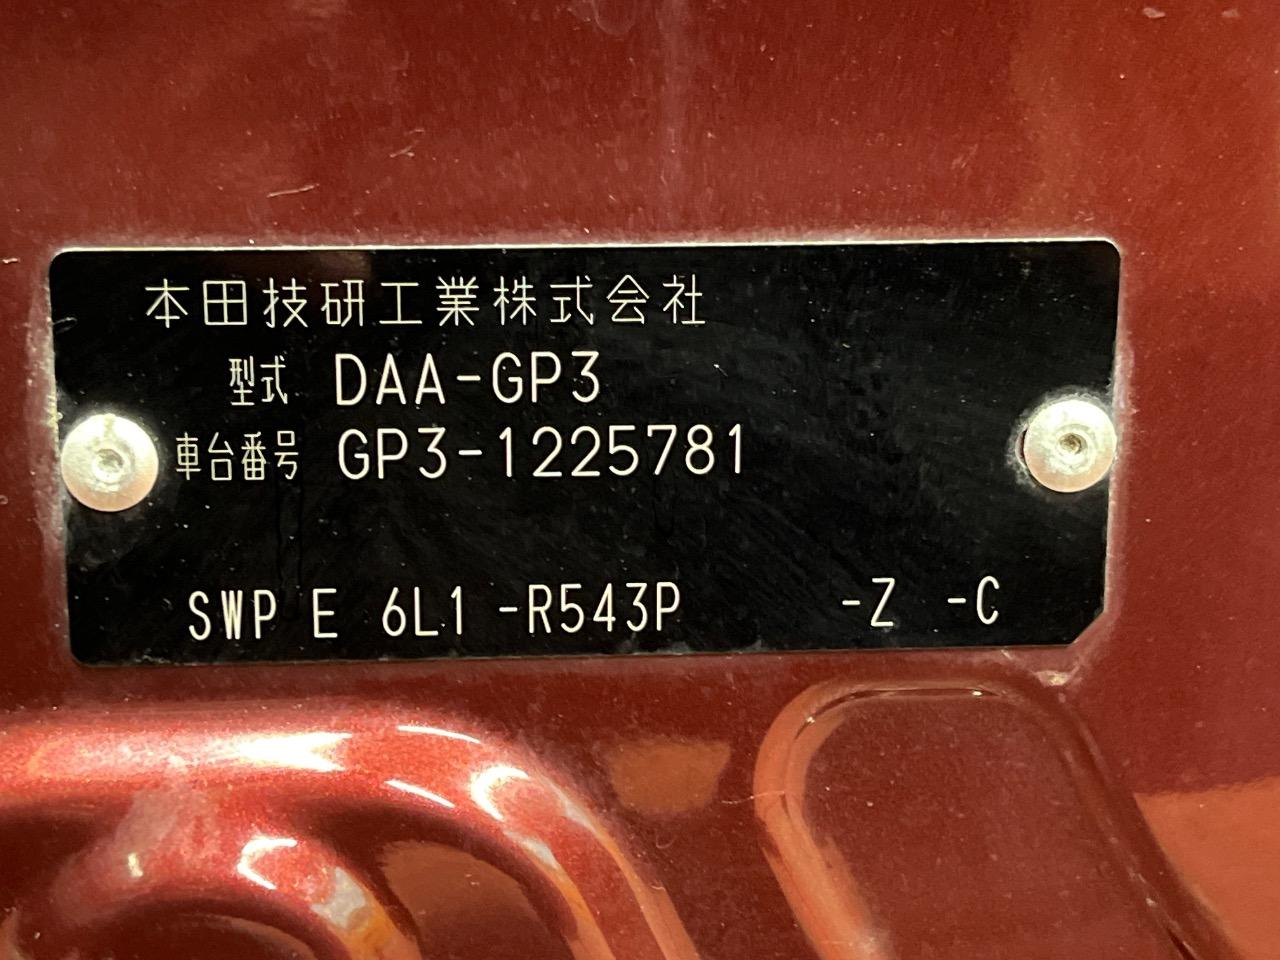 本田技研工業株式会社
型式 DAA-GP3
車台番号 GP3-1225781
SWP E 6L1 -R543P -Z -C